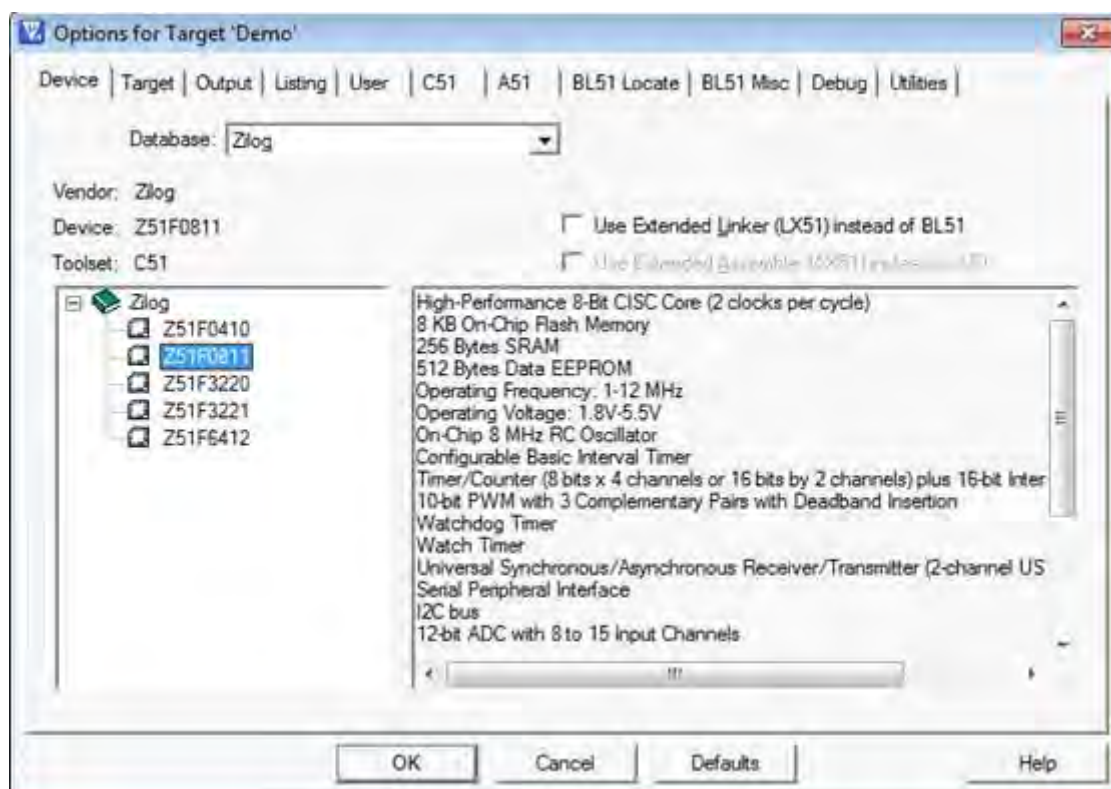 Options for Target 'Demo'
Device Target Output Listing User C51 A51 BL51 Locate BL51 Misc Debug Utilities
Database: Zilog
Vendor: Zilog
Device: Z51F0811
Use Extended Linker (LX51) instead of BL51
Toolset: C51
Use Extended Assembler (AX51) instead of A51
Zilog
Z51F0410
Z51F0811
Z51F3220
Z51F3221
Z51F6412
High-Performance 8-Bit CISC Core (2 clocks per cycle)
8 KB On-Chip Flash Memory
256 Bytes SRAM
512 Bytes Data EEPROM
Operating Frequency: 1-12 MHz
Operating Voltage: 1.8V-5.5V
On-Chip 8 MHz RC Oscillator
Configurable Basic Interval Timer
Timer/Counter (8 bits x 4 channels or 16 bits by 2 channels) plus 16-bit Inter
10-bit PWM with 3 Complementary Pairs with Deadband Insertion
Watchdog Timer
Watch Timer
Universal Synchronous/Asynchronous Receiver/Transmitter (2-channel US
Serial Peripheral Interface
I2C bus
12-bit ADC with 8 to 15 Input Channels
OK Cancel Defaults Help